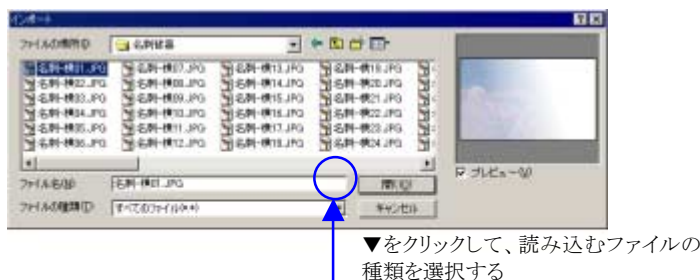 インポート
ファイルの場所(I)
名刺背景
名刺-横01.JPG 名刺-横07.JPG 名刺-横13.JPG 名刺-横19.JPG
名刺-横02.JPG 名刺-横08.JPG 名刺-横14.JPG 名刺-横20.JPG
名刺-横03.JPG 名刺-横09.JPG 名刺-横15.JPG 名刺-横21.JPG
名刺-横04.JPG 名刺-横10.JPG 名刺-横16.JPG 名刺-横22.JPG
名刺-横05.JPG 名刺-横11.JPG 名刺-横17.JPG 名刺-横23.JPG
名刺-横06.JPG 名刺-横12.JPG 名刺-横18.JPG 名刺-横24.JPG
プレビュー(V)
ファイル名(N) 名刺-横01.JPG 開く(O)
ファイルの種類(T) すべてのファイル(*.*) キャンセル
▼をクリックして、読み込むファイルの
種類を選択する